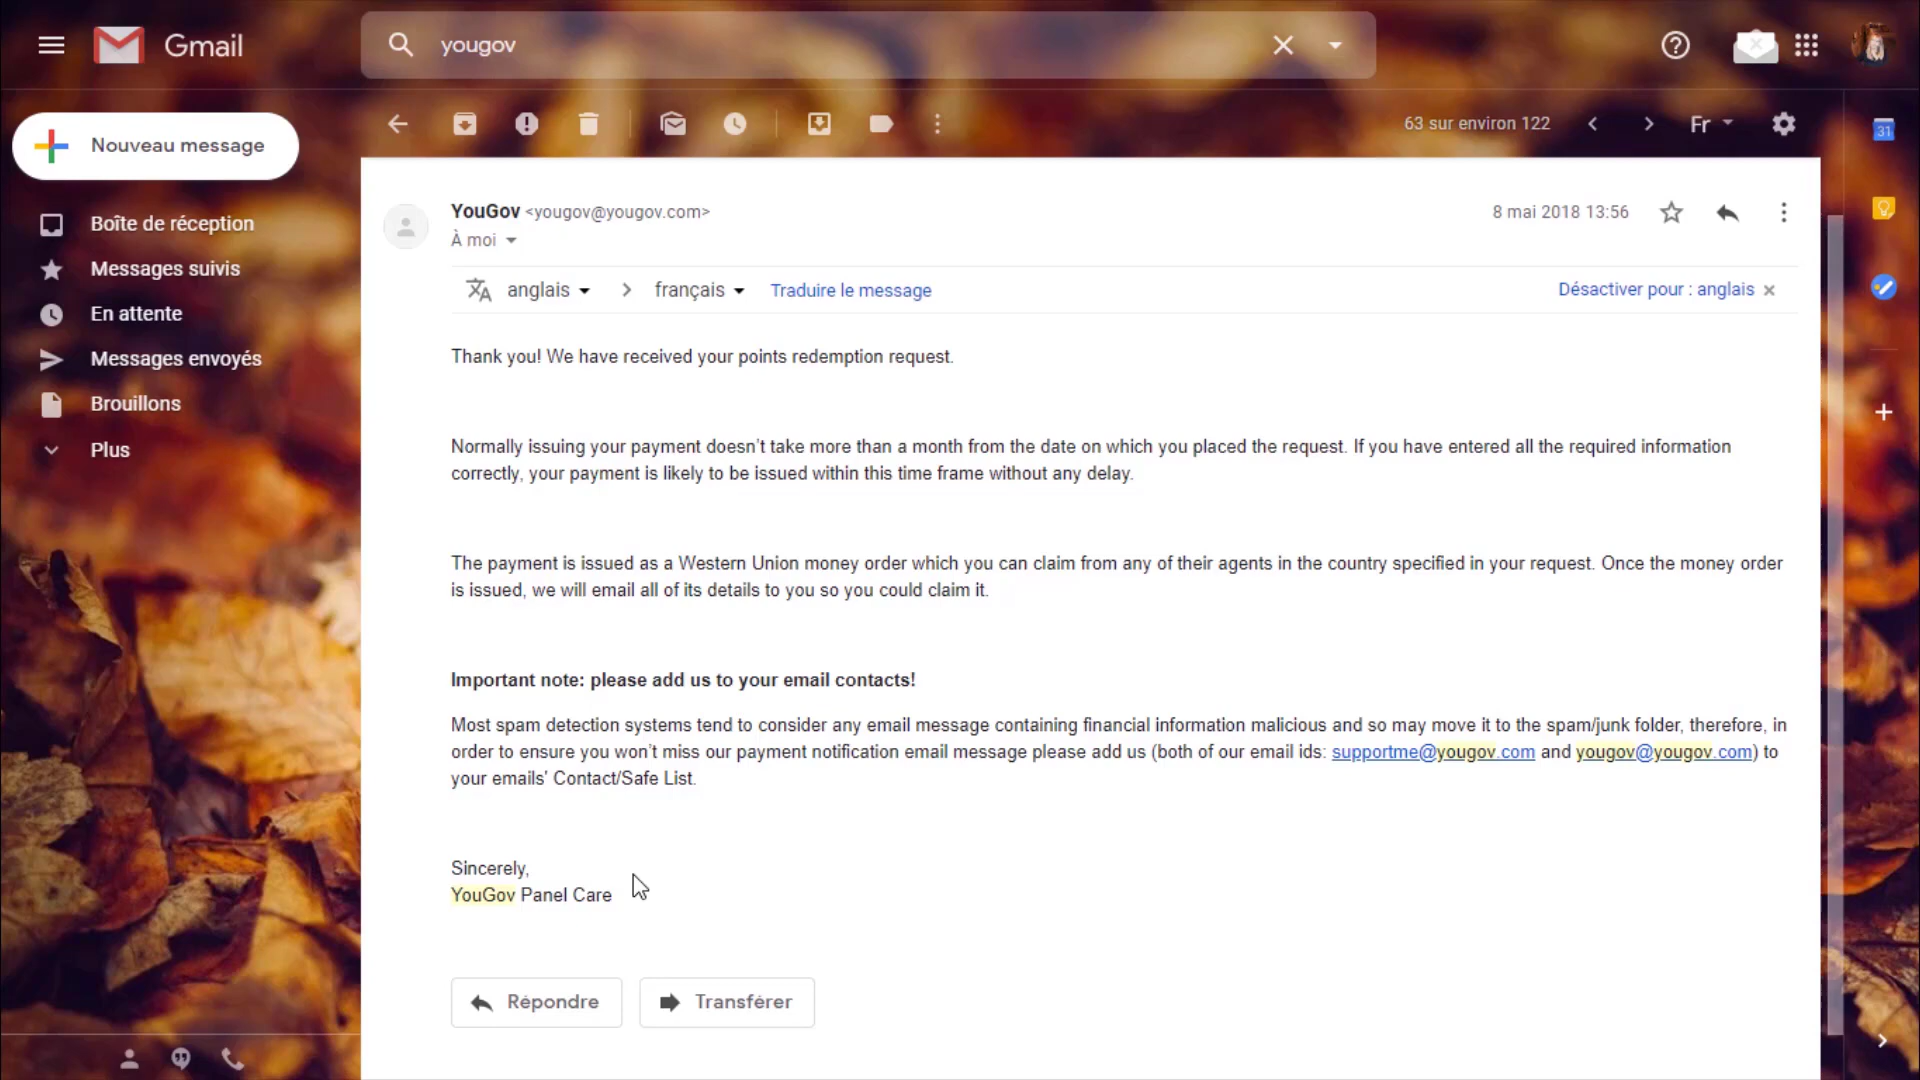 Gmail
yougov
Nouveau message
63 sur environ 122
Fr
31
Boîte de réception
Messages suivis
En attente
Messages envoyés
Brouillons
Plus
YouGov <yougov@yougov.com>
8 mai 2018 13:56
À moi
anglais > français Traduire le message
Désactiver pour : anglais ×
Thank you! We have received your points redemption request.
Normally issuing your payment doesn't take more than a month from the date on which you placed the request. If you have entered all the required information
correctly, your payment is likely to be issued within this time frame without any delay.
The payment is issued as a Western Union money order which you can claim from any of their agents in the country specified in your request. Once the money order
is issued, we will email all of its details to you so you could claim it.
Important note: please add us to your email contacts!
Most spam detection systems tend to consider any email message containing financial information malicious and so may move it to the spam/junk folder, therefore, in
order to ensure you won't miss our payment notification email message please add us (both of our email ids: supportme@yougov.com and yougov@yougov.com) to
your emails' Contact/Safe List.
Sincerely,
YouGov Panel Care
Répondre
Transférer